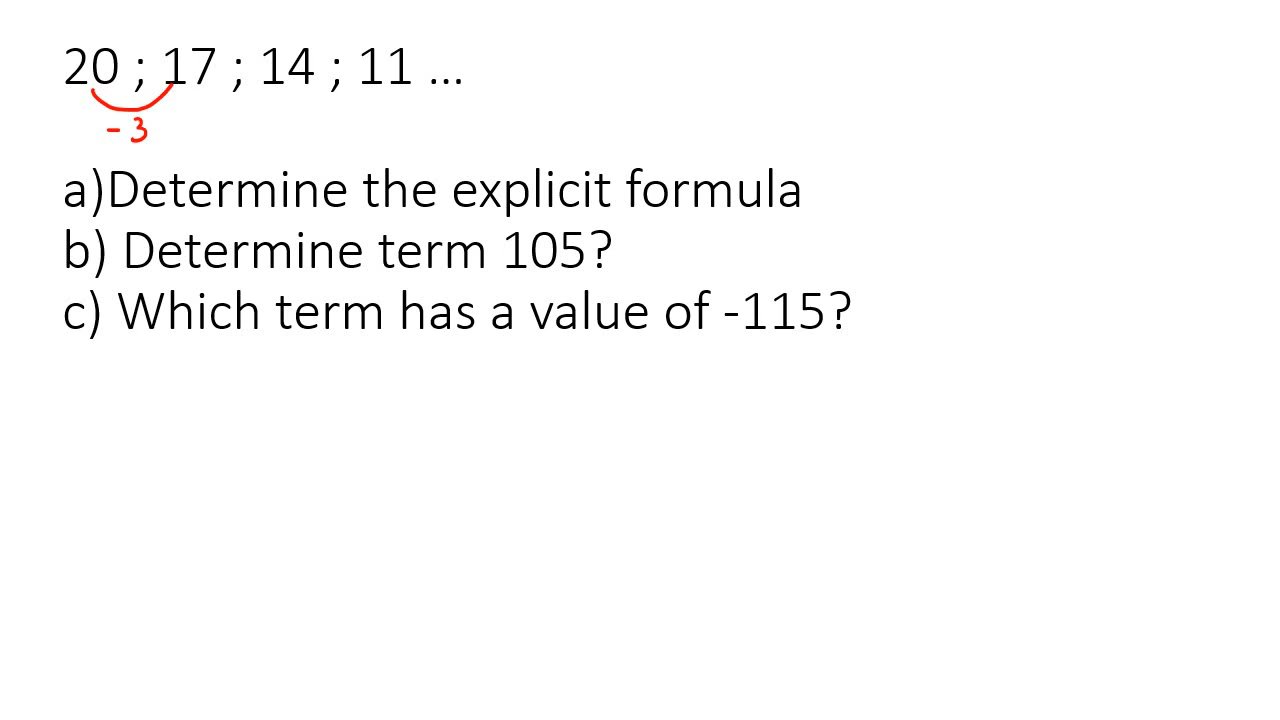 20 ; 17 ; 14 ; 11 ...
- 3
a)Determine the explicit formula
b) Determine term 105?
c) Which term has a value of -115?